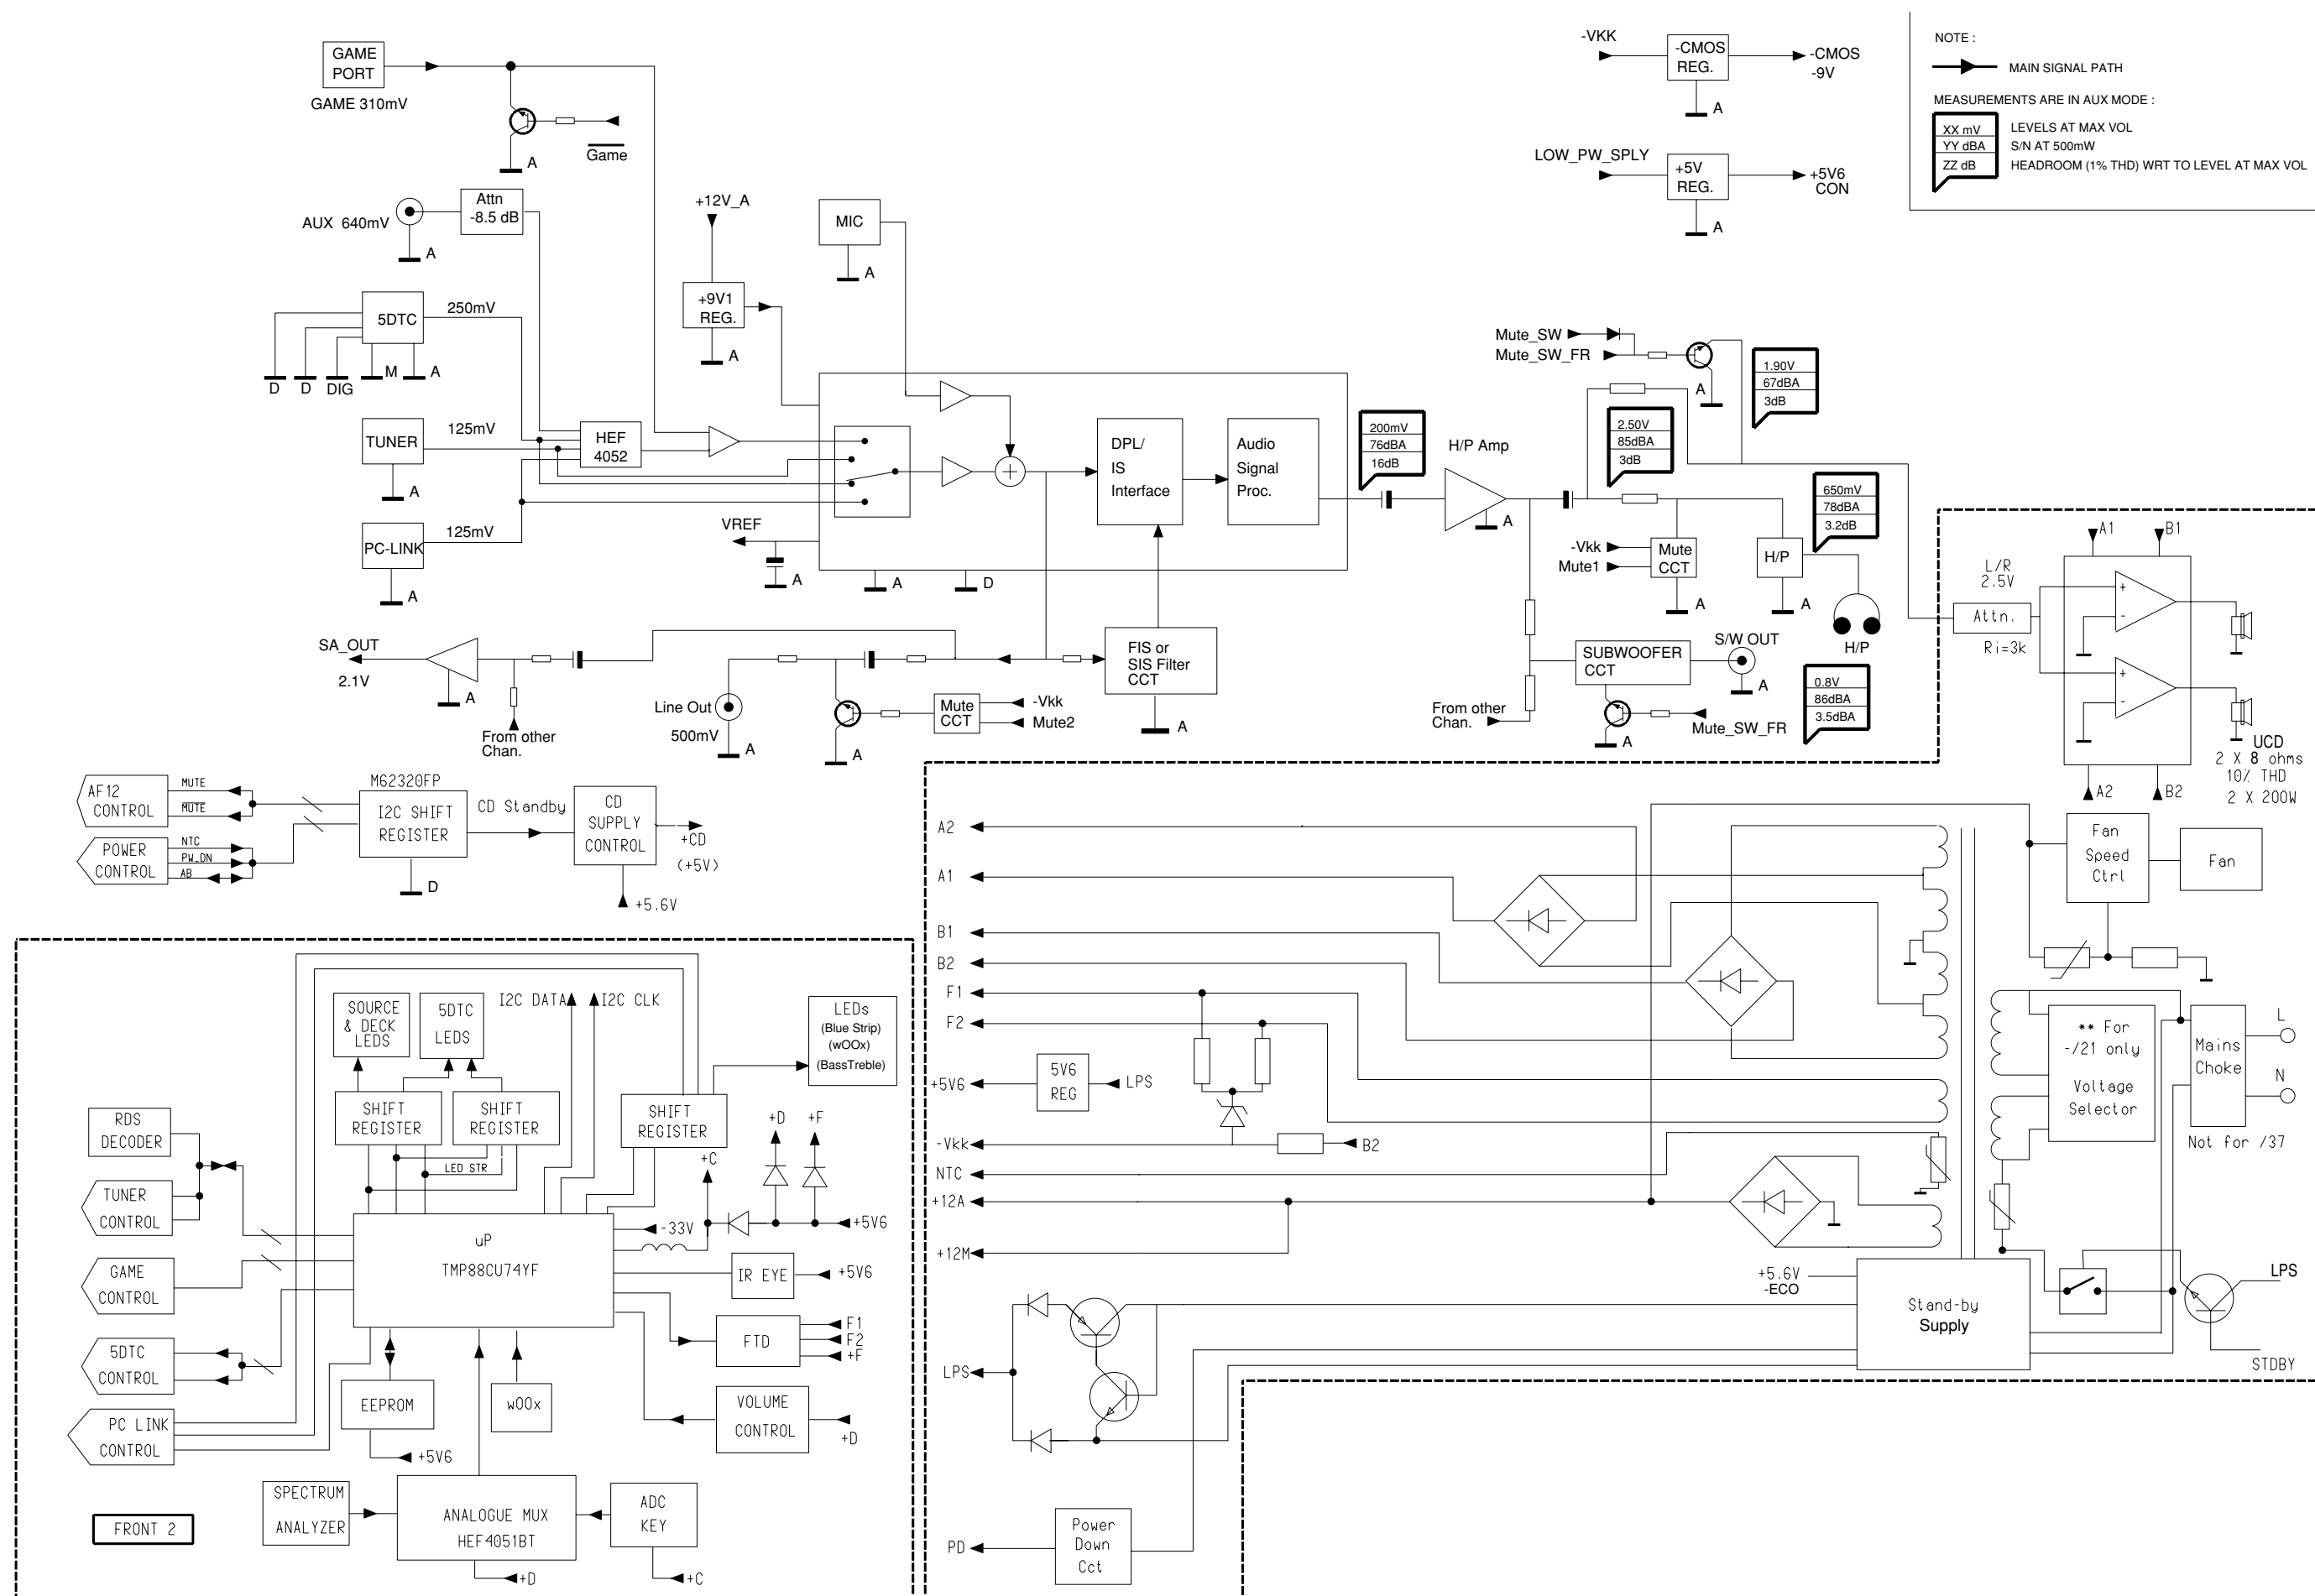 GAME
PORT
GAME 310mV
A
Game
AUX 640mV
Attn
-8.5 dB
A
5DTC
250mV
D
D
DIG
M
A
TUNER
125mV
A
PC-LINK
125mV
A
HEF
4052
+12V_A
+9V1
REG.
A
MIC
A
VREF
A
A
D
DPL/
IS
Interface
Audio
Signal
Proc.
-VKK
-CMOS
REG.
-CMOS
-9V
A
LOW_PW_SPLY
+5V
REG.
+5V6
CON
A
NOTE :
MAIN SIGNAL PATH
MEASUREMENTS ARE IN AUX MODE :
XX mV
LEVELS AT MAX VOL
YY dBA
S/N AT 500mW
ZZ dB
HEADROOM (1% THD) WRT TO LEVEL AT MAX VOL
Mute_SW
Mute_SW_FR
A
1.90V
67dBA
3dB
200mV
76dBA
16dB
H/P Amp
A
2.50V
85dBA
3dB
650mV
78dBA
3.2dB
-Vkk
Mute1
Mute
CCT
A
H/P
A
H/P
SUBWOOFER
CCT
S/W OUT
A
From other
Chan.
A
Mute_SW_FR
0.8V
86dBA
3.5dBA
L/R
2.5V
Attn.
Ri=3k
A1
B1
+
-
+
-
A2
B2
UCD
2 X 8 ohms
10% THD
2 X 200W
SA_OUT
2.1V
A
From other
Chan.
Line Out
500mV
A
A
Mute
CCT
-Vkk
Mute2
FIS or
SIS Filter
CCT
A
AF12
CONTROL
MUTE
MUTE
POWER
CONTROL
NTC
PW_DN
AB
M62320FP
I2C SHIFT
REGISTER
D
CD Standby
CD
SUPPLY
CONTROL
+CD
(+5V)
+5.6V
SOURCE
& DECK
LEDS
5DTC
LEDS
I2C DATA
I2C CLK
LEDs
(Blue Strip)
(wOOx)
(BassTreble)
SHIFT
REGISTER
SHIFT
REGISTER
SHIFT
REGISTER
LED STR
RDS
DECODER
TUNER
CONTROL
GAME
CONTROL
5DTC
CONTROL
PC LINK
CONTROL
uP
TMP88CU74YF
+D
+F
+C
-33V
+5V6
IR EYE
+5V6
FTD
F1
F2
+F
VOLUME
CONTROL
+D
EEPROM
+5V6
wOOx
SPECTRUM
ANALYZER
ANALOGUE MUX
HEF4051BT
+D
ADC
KEY
+C
FRONT 2
A2
A1
B1
B2
F1
F2
+5V6
5V6
REG
LPS
-Vkk
B2
NTC
+12A
+12M
LPS
PD
Power
Down
Cct
+5.6V
-ECO
Stand-by
Supply
Fan
Speed
Ctrl
Fan
** For
-/21 only
Voltage
Selector
Mains
Choke
L
N
Not for /37
LPS
STDBY